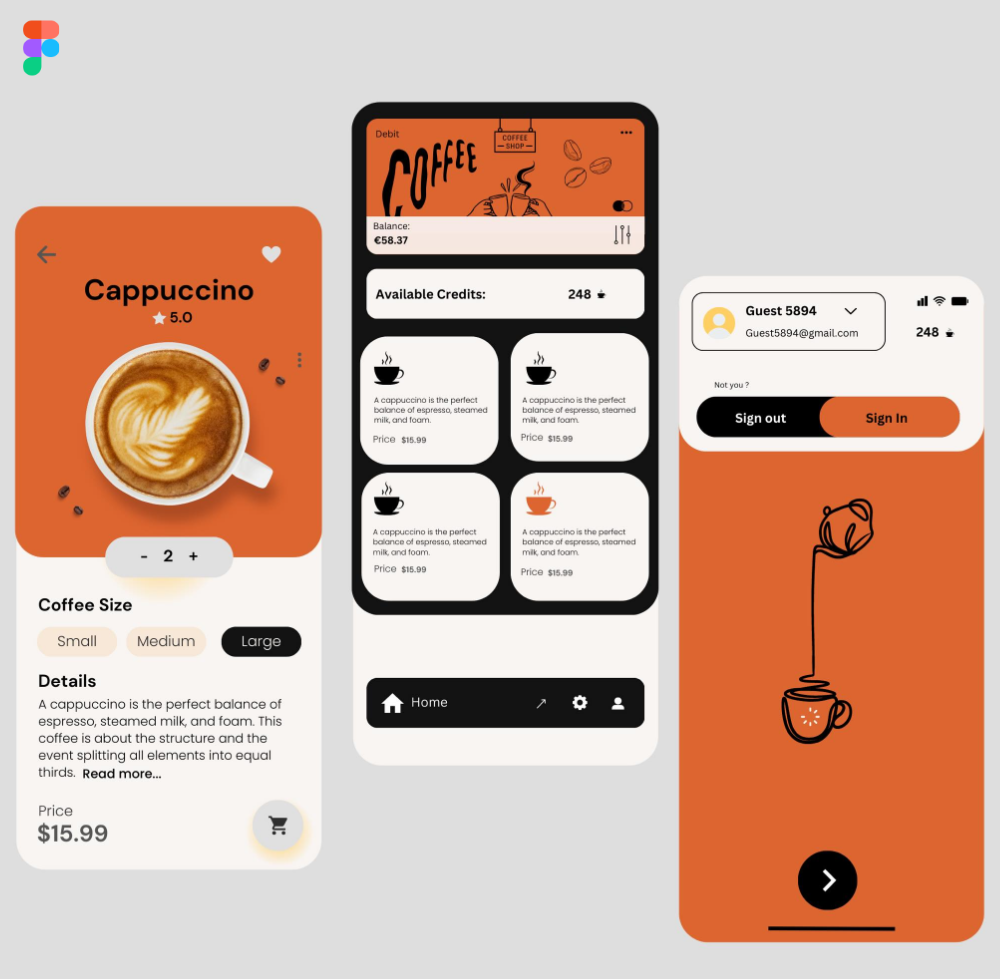 Cappuccino
5.0
- 2 +
Coffee Size
Small Medium Large
Details
A cappuccino is the perfect balance of
espresso, steamed milk, and foam. This
coffee is about the structure and the
event splitting all elements into equal
thirds. Read more...
Price
$15.99
Debit
COFFEE
SHOP
COFFEE
Balance:
€58.37
Available Credits: 248
A cappuccino is the perfect
balance of espresso, steamed
milk, and foam.
Price $15.99
A cappuccino is the perfect
balance of espresso, steamed
milk, and foam.
Price $15.99
A cappuccino is the perfect
balance of espresso, steamed
milk, and foam.
Price $15.99
A cappuccino is the perfect
balance of espresso, steamed
milk, and foam.
Price $15.99
Home
Guest 5894
Guest5894@gmail.com
248
Not you ?
Sign out Sign In